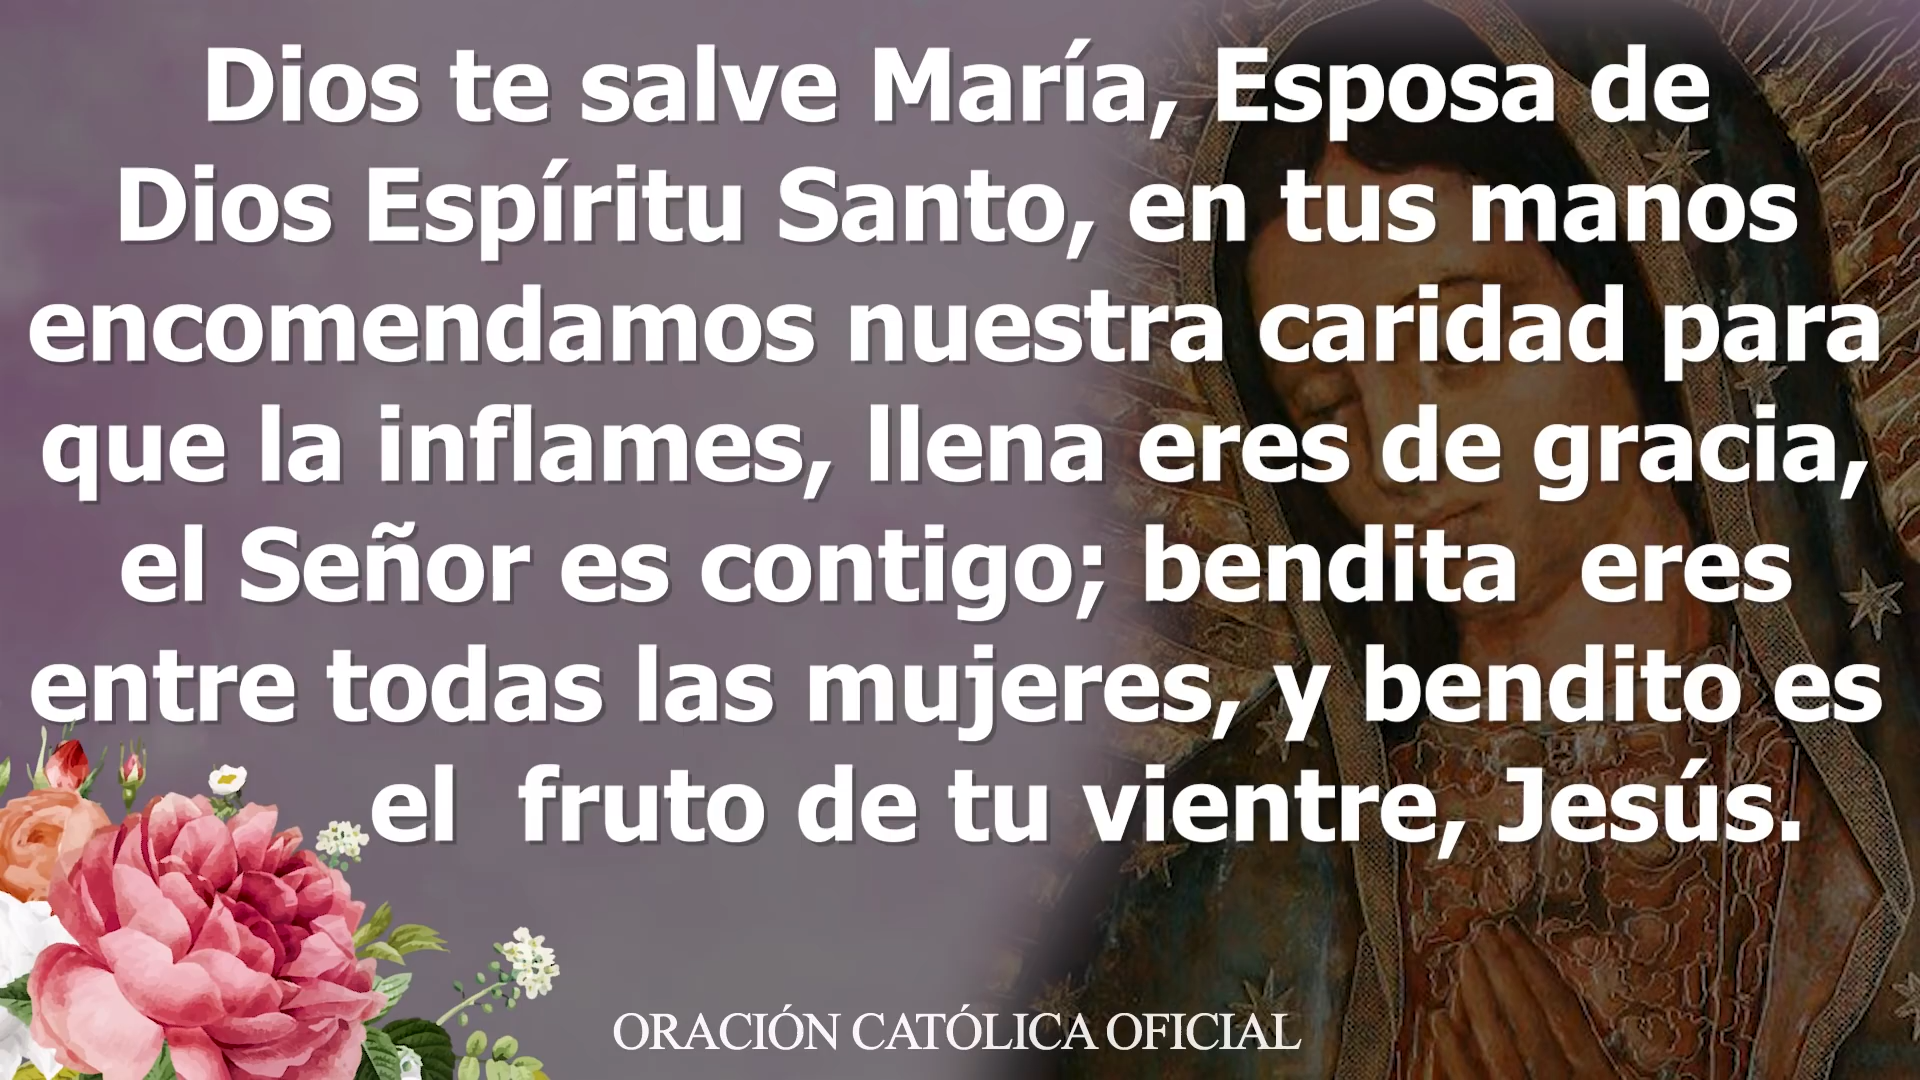 Dios te salve María, Esposa de
Dios Espíritu Santo, en tus manos
encomendamos nuestra caridad para
que la inflames, llena eres de gracia,
el Señor es contigo; bendita  eres
entre todas las mujeres, y bendito es
el  fruto de tu vientre, Jesús.
ORACIÓN CATÓLICA OFICIAL